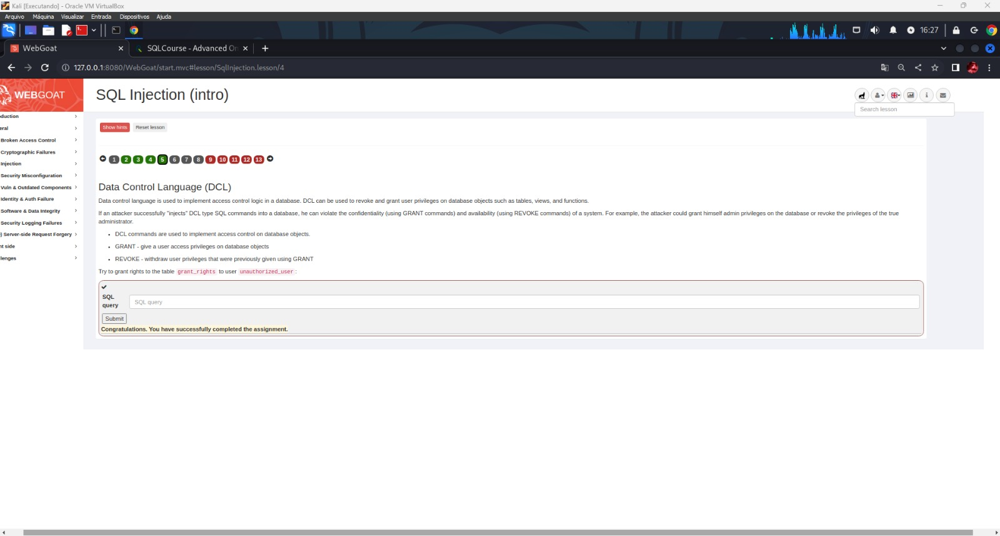 Kali [Executando] - Oracle VM VirtualBox
Arquivo Máquina Visualizar Entrada Dispositivos Ajuda
16:27
WebGoat
SQLCourse - Advanced On
127.0.0.1:8080/WebGoat/start.mvc#lesson/SqlInjection.lesson/4
WEBGOAT
SQL Injection (intro)
Search lesson
oduction
eral
Broken Access Control
Cryptographic Failures
Injection
Security Misconfiguration
Vuln & Outdated Components
Identity & Auth Failure
Software & Data Integrity
Security Logging Failures
) Server-side Request Forgery
nt side
lenges
Show hints Reset lesson
1 2 3 4 5 6 7 8 9 10 11 12 13
Data Control Language (DCL)
Data control language is used to implement access control logic in a database. DCL can be used to revoke and grant user privileges on database objects such as tables, views, and functions.
If an attacker successfully "injects" DCL type SQL commands into a database, he can violate the confidentiality (using GRANT commands) and availability (using REVOKE commands) of a system. For example, the attacker could grant himself admin privileges on the database or revoke the privileges of the true
administrator.
• DCL commands are used to implement access control on database objects.
• GRANT - give a user access privileges on database objects
• REVOKE - withdraw user privileges that were previously given using GRANT
Try to grant rights to the table grant_rights to user unauthorized_user :
SQL
query
SQL query
Submit
Congratulations. You have successfully completed the assignment.